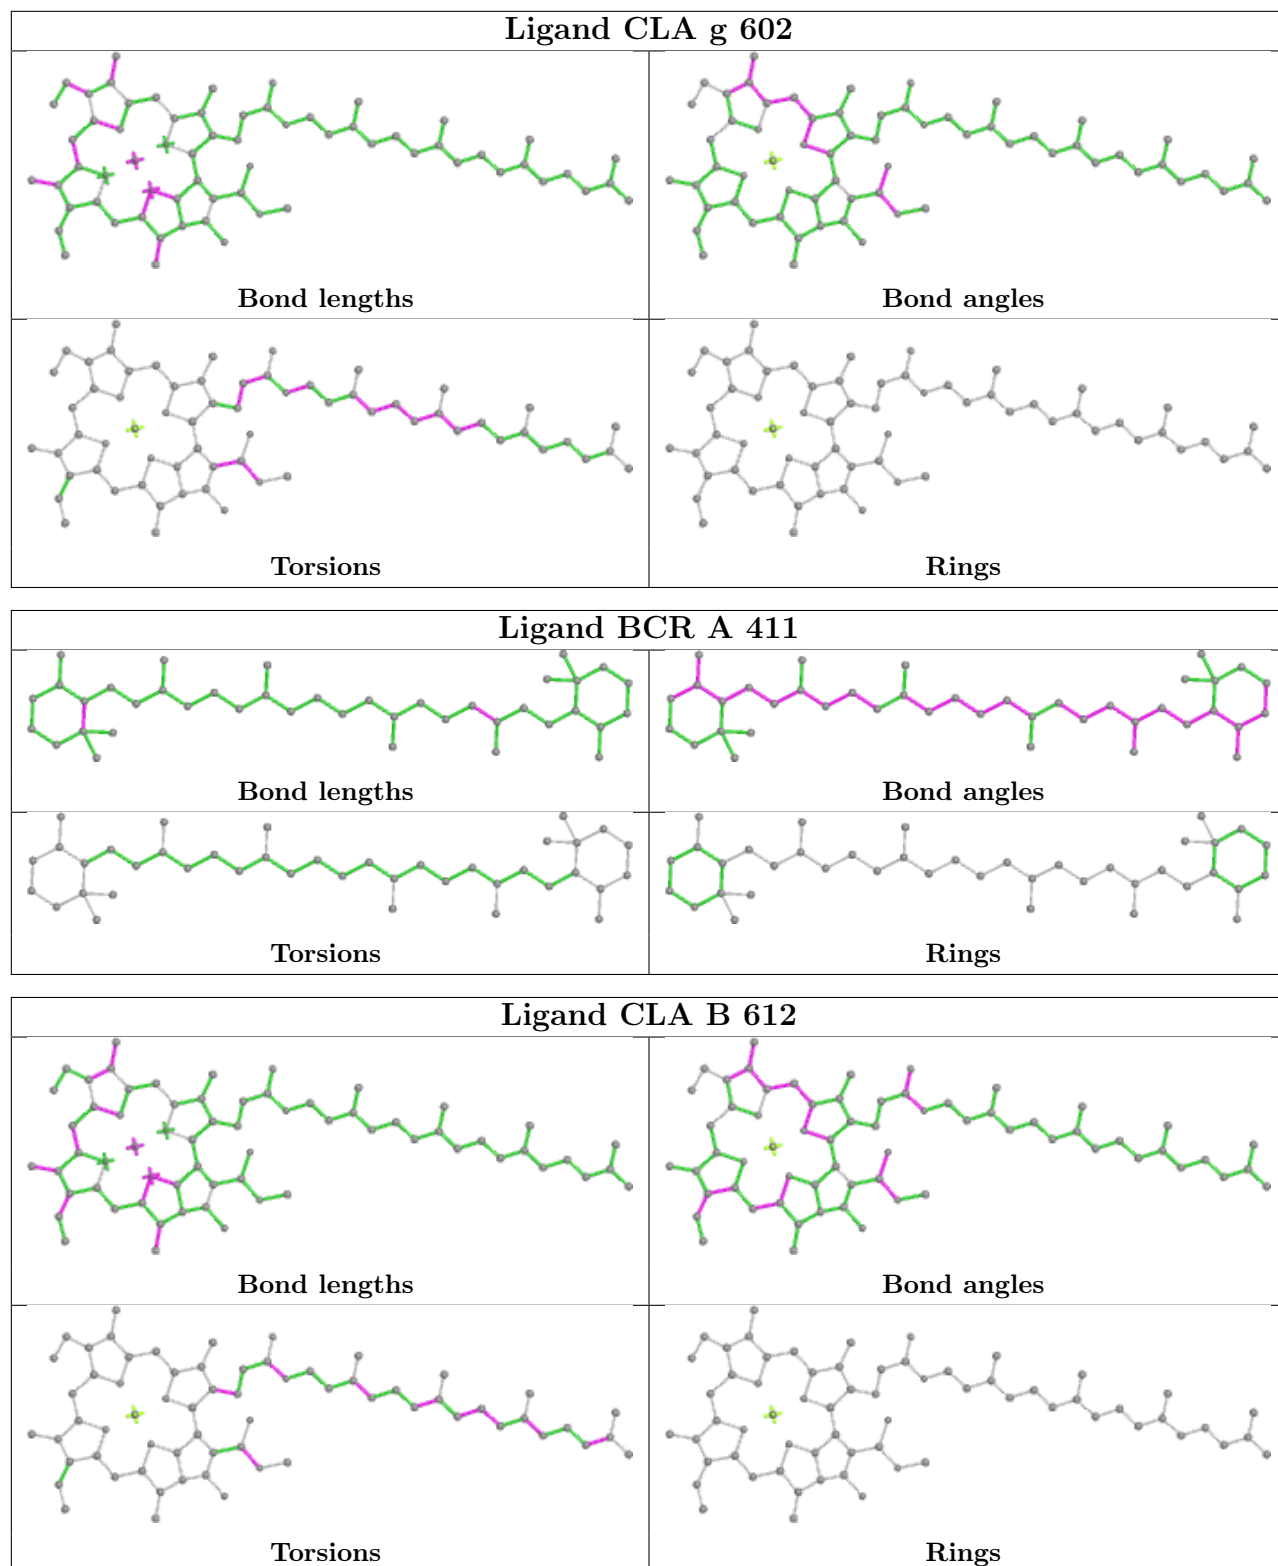 Ligand CLA g 602
Bond lengths
Bond angles
Torsions
Rings
Ligand BCR A 411
Bond lengths
Bond angles
Torsions
Rings
Ligand CLA B 612
Bond lengths
Bond angles
Torsions
Rings